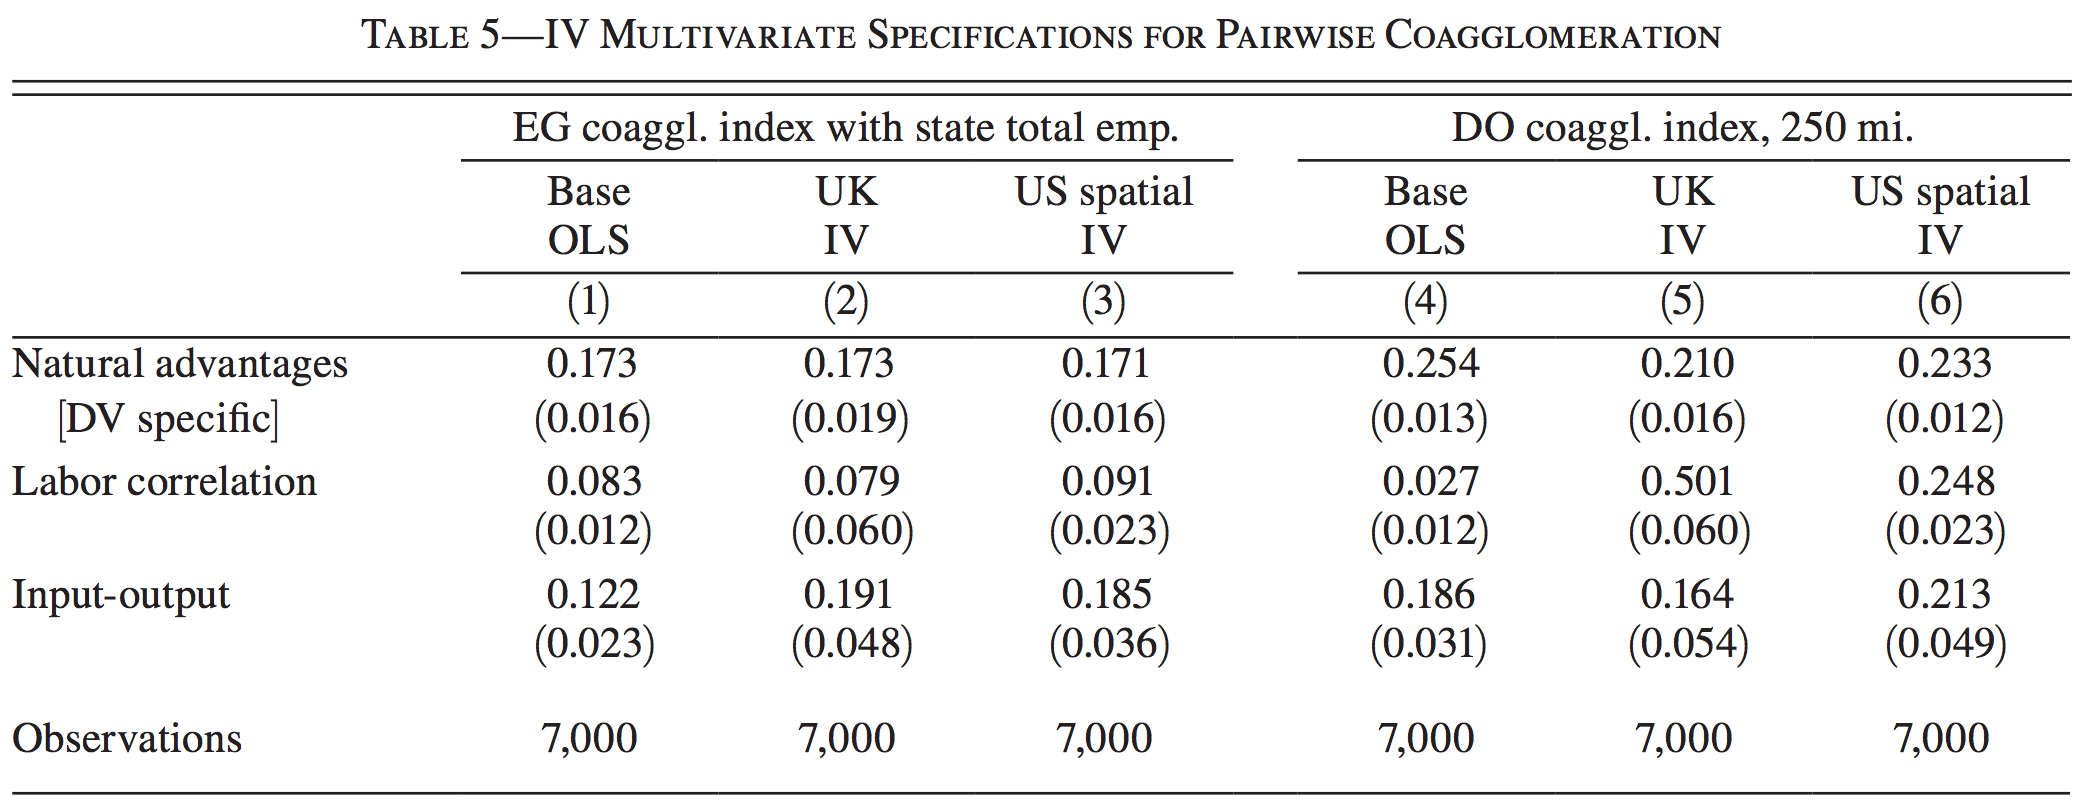 TABLE 5—IV MULTIVARIATE SPECIFICATIONS FOR PAIRWISE COAGGLOMERATION
EG coaggl. index with state total emp. DO coaggl. index, 250 mi.
Base UK US spatial Base UK US spatial
OLS IV IV OLS IV IV
(1) (2) (3) (4) (5) (6)
Natural advantages 0.173 0.173 0.171 0.254 0.210 0.233
[DV specific] (0.016) (0.019) (0.016) (0.013) (0.016) (0.012)
Labor correlation 0.083 0.079 0.091 0.027 0.501 0.248
(0.012) (0.060) (0.023) (0.012) (0.060) (0.023)
Input-output 0.122 0.191 0.185 0.186 0.164 0.213
(0.023) (0.048) (0.036) (0.031) (0.054) (0.049)
Observations 7,000 7,000 7,000 7,000 7,000 7,000